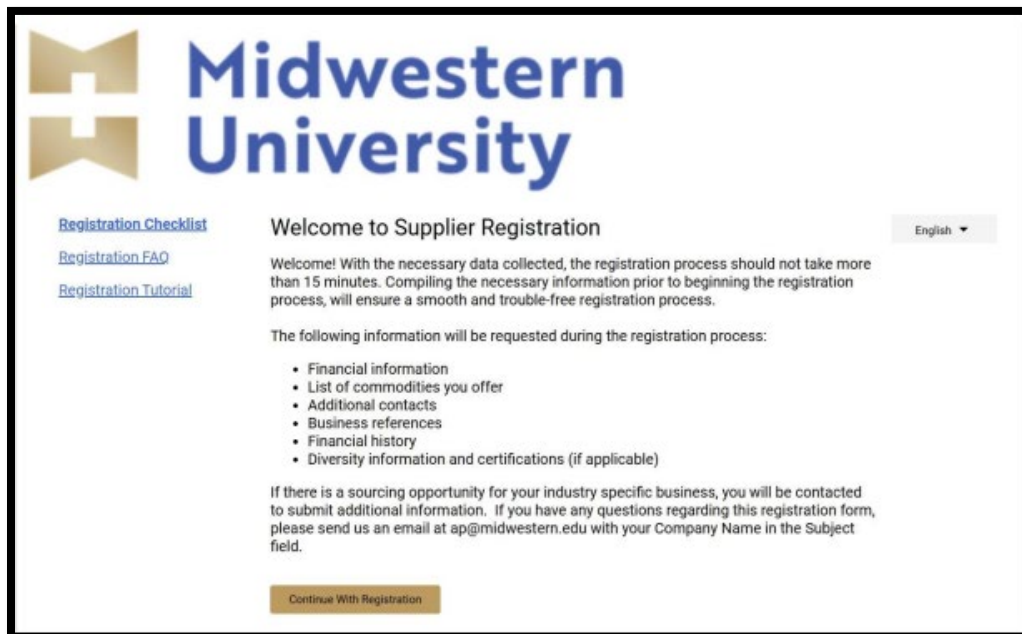 Midwestern
University
Registration Checklist
Registration FAQ
Registration Tutorial
Welcome to Supplier Registration
English
Welcome! With the necessary data collected, the registration process should not take more
than 15 minutes. Compiling the necessary information prior to beginning the registration
process, will ensure a smooth and trouble-free registration process.
The following information will be requested during the registration process:
• Financial information
• List of commodities you offer
• Additional contacts
• Business references
• Financial history
• Diversity information and certifications (if applicable)
If there is a sourcing opportunity for your industry specific business, you will be contacted
to submit additional information.  If you have any questions regarding this registration form,
please send us an email at ap@midwestern.edu with your Company Name in the Subject
field.
Continue With Registration